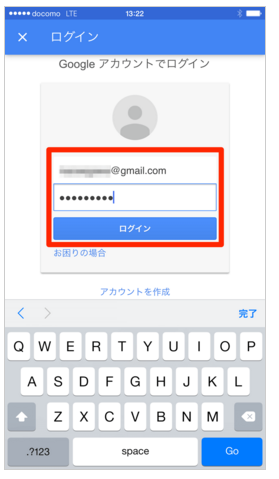 docomo LTE 13:22
ログイン
Google アカウントでログイン
@gmail.com
ログイン
お困りの場合
アカウントを作成
完了
Q W E R T Y U I O P
A S D F G H J K L
Z X C V B N M
.?123 space Go